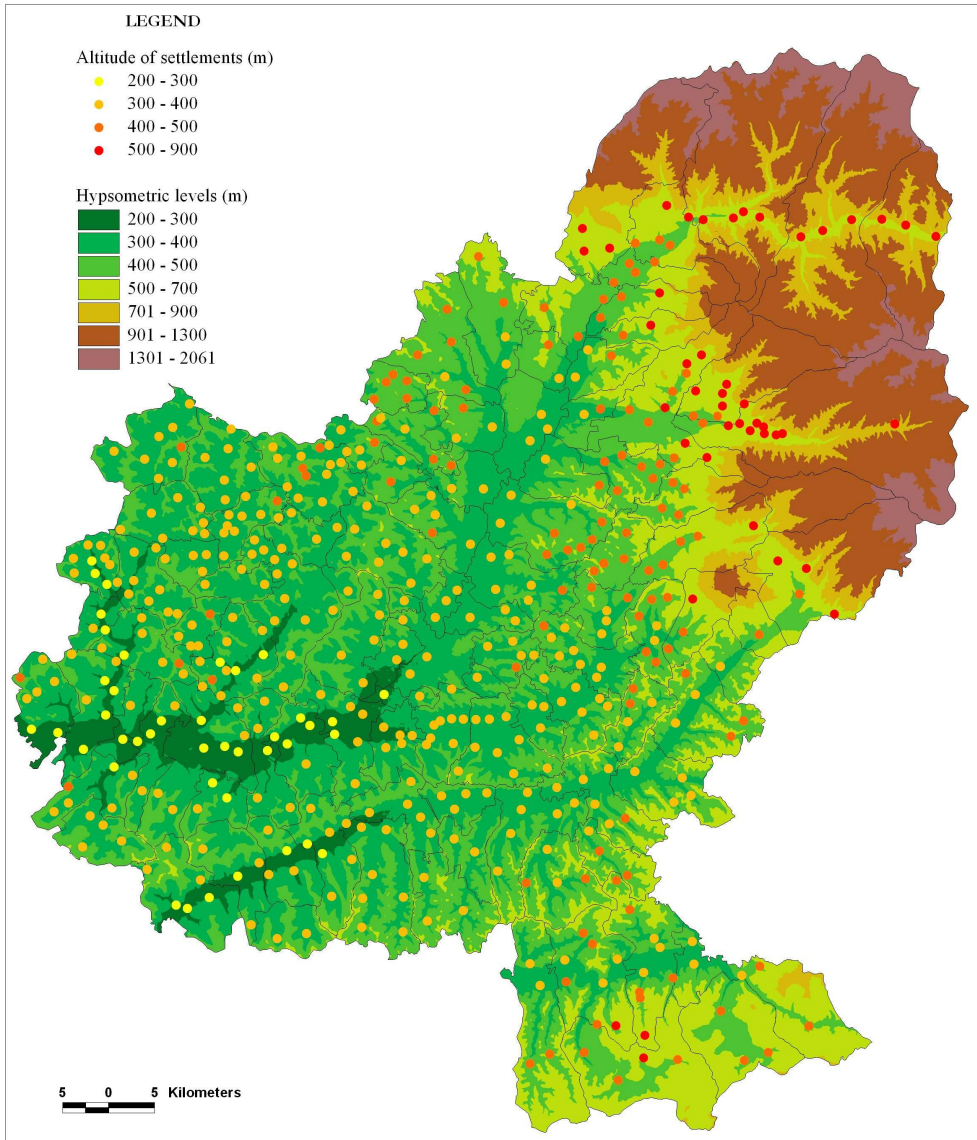 LEGEND
Altitude of settlements (m)
200 - 300
300 - 400
400 - 500
500 - 900
Hypsometric levels (m)
200 - 300
300 - 400
400 - 500
500 - 700
701 - 900
901 - 1300
1301 - 2061
5 0 5 Kilometers